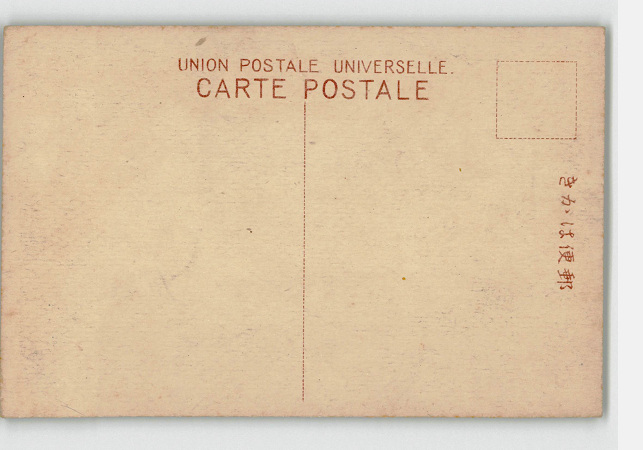 UNION POSTALE UNIVERSELLE.
CARTE POSTALE
きかは便郵